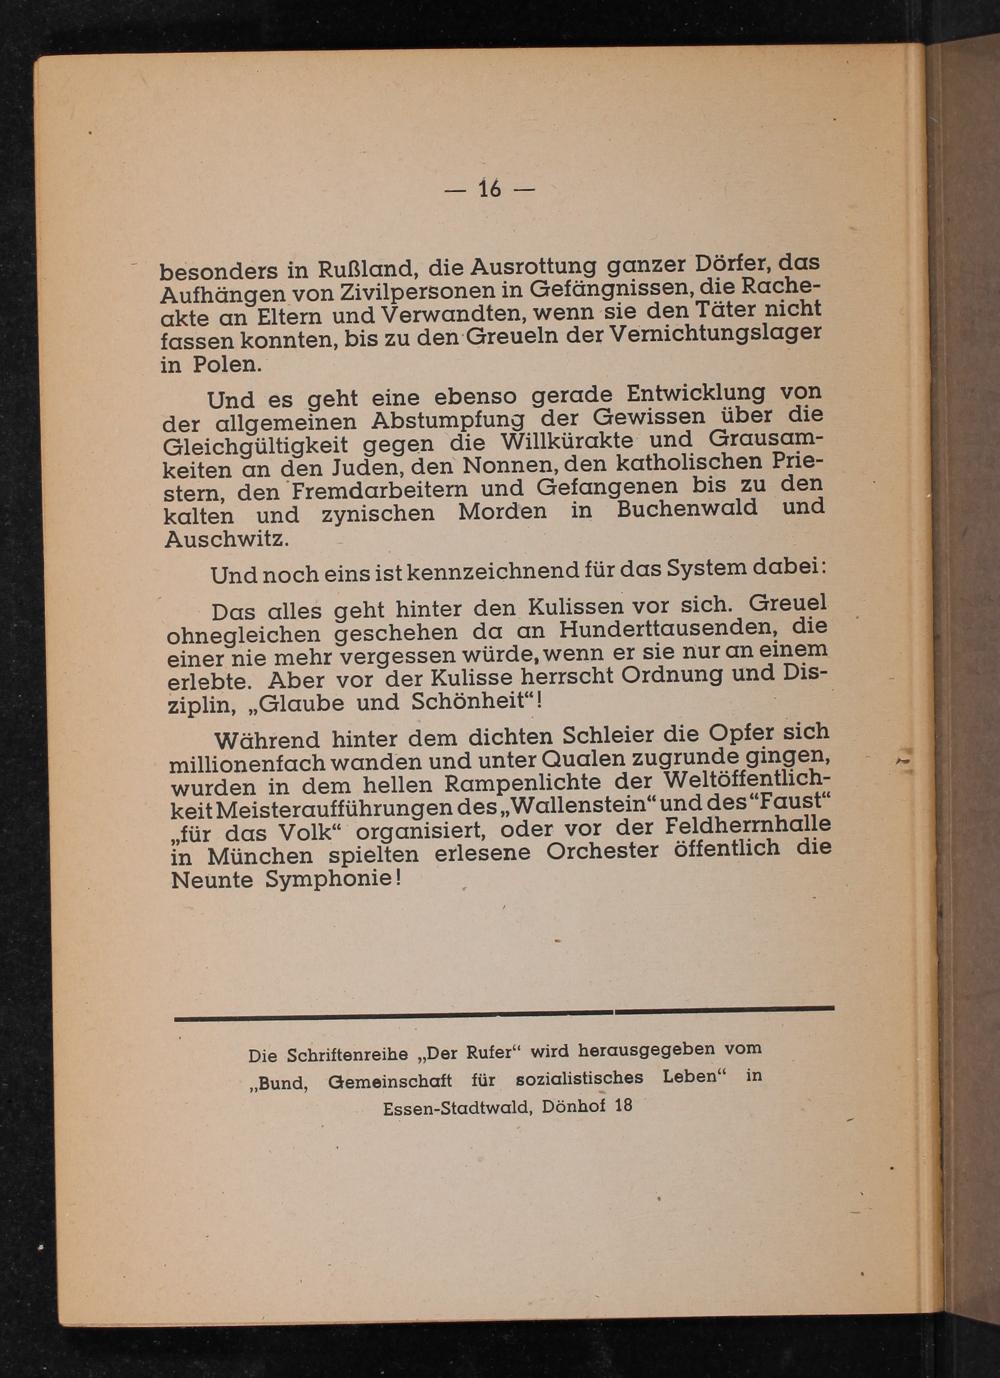 — 16 —
besonders in Rußland, die Ausrottung ganzer Dörfer, das
Aufhängen von Zivilpersonen in Gefängnissen, die Rache-
akte an Eltern und Verwandten, wenn sie den Täter nicht
fassen konnten, bis zu den Greueln der Vernichtungslager
in Polen.
Und es geht eine ebenso gerade Entwicklung von
der allgemeinen Abstumpfung der Gewissen über die
Gleichgültigkeit gegen die Willkürakte und Grausam-
keiten an den Juden, den Nonnen, den katholischen Prie-
stern, den Fremdarbeitern und Gefangenen bis zu den
kalten und zynischen Morden in Buchenwald und
Auschwitz.
Und noch eins ist kennzeichnend für das System dabei:
Das alles geht hinter den Kulissen vor sich. Greuel
ohnegleichen geschehen da an Hunderttausenden, die
einer nie mehr vergessen würde, wenn er sie nur an einem
erlebte. Aber vor der Kulisse herrscht Ordnung und Dis-
ziplin, „Glaube und Schönheit“!
Während hinter dem dichten Schleier die Opfer sich
millionenfach wanden und unter Qualen zugrunde gingen,
wurden in dem hellen Rampenlichte der Weltöffentlich-
keit Meisteraufführungen des „Wallenstein“ und des “Faust“
„für das Volk“ organisiert, oder vor der Feldherrnhalle
in München spielten erlesene Orchester öffentlich die
Neunte Symphonie!
Die Schriftenreihe „Der Rufer“ wird herausgegeben vom
„Bund, Gemeinschaft für sozialistisches Leben“ in
Essen-Stadtwald, Dönhof 18